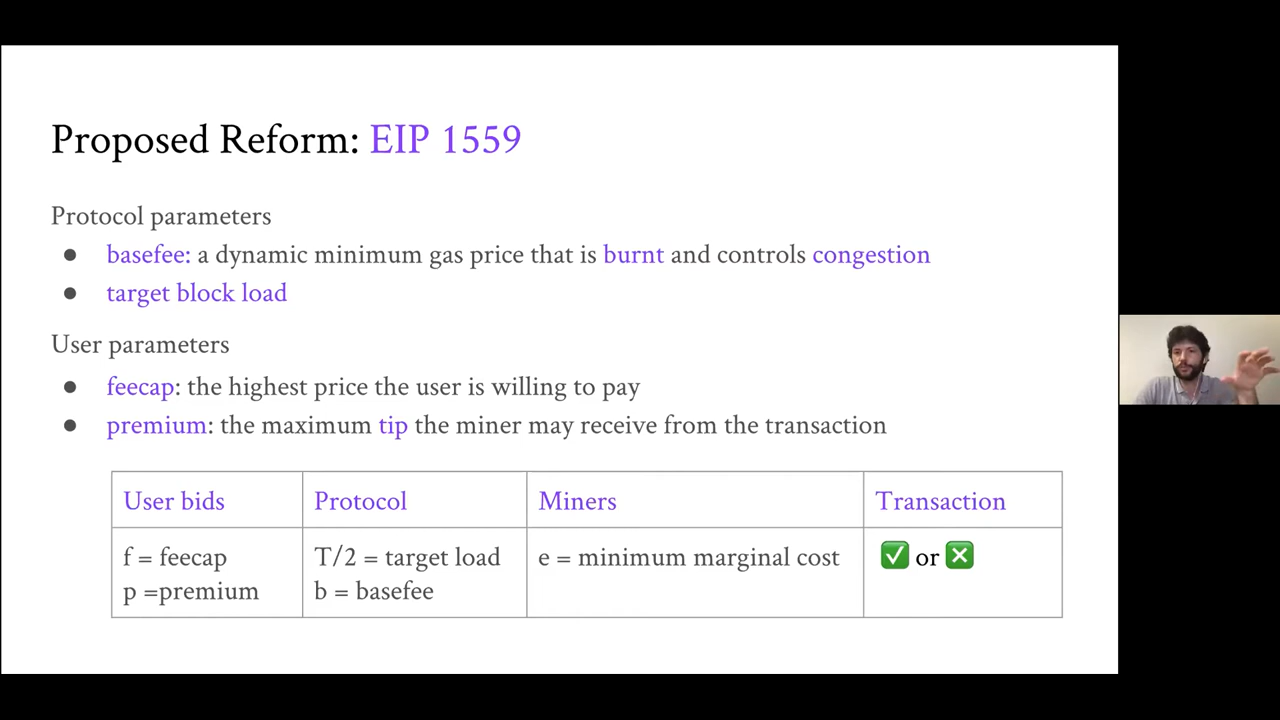 Proposed Reform: EIP 1559
Protocol parameters
● basefee: a dynamic minimum gas price that is burnt and controls congestion
● target block load
User parameters
● feecap: the highest price the user is willing to pay
● premium: the maximum tip the miner may receive from the transaction
User bids
Protocol
Miners
Transaction
f = feecap
p =premium
T/2 = target load
b = basefee
e = minimum marginal cost
✅ or ❎